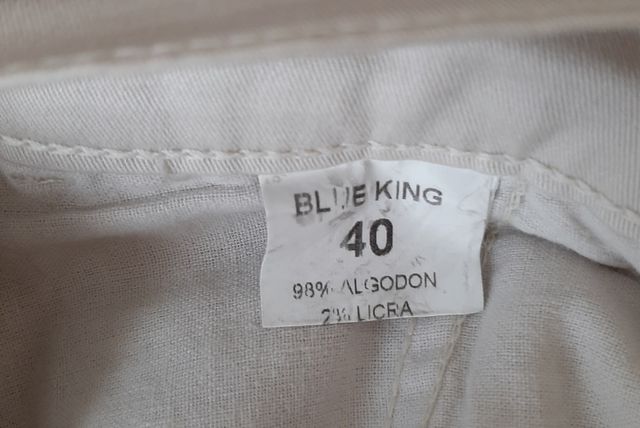 BLUE KING
40
98% ALGODON
2% LICRA